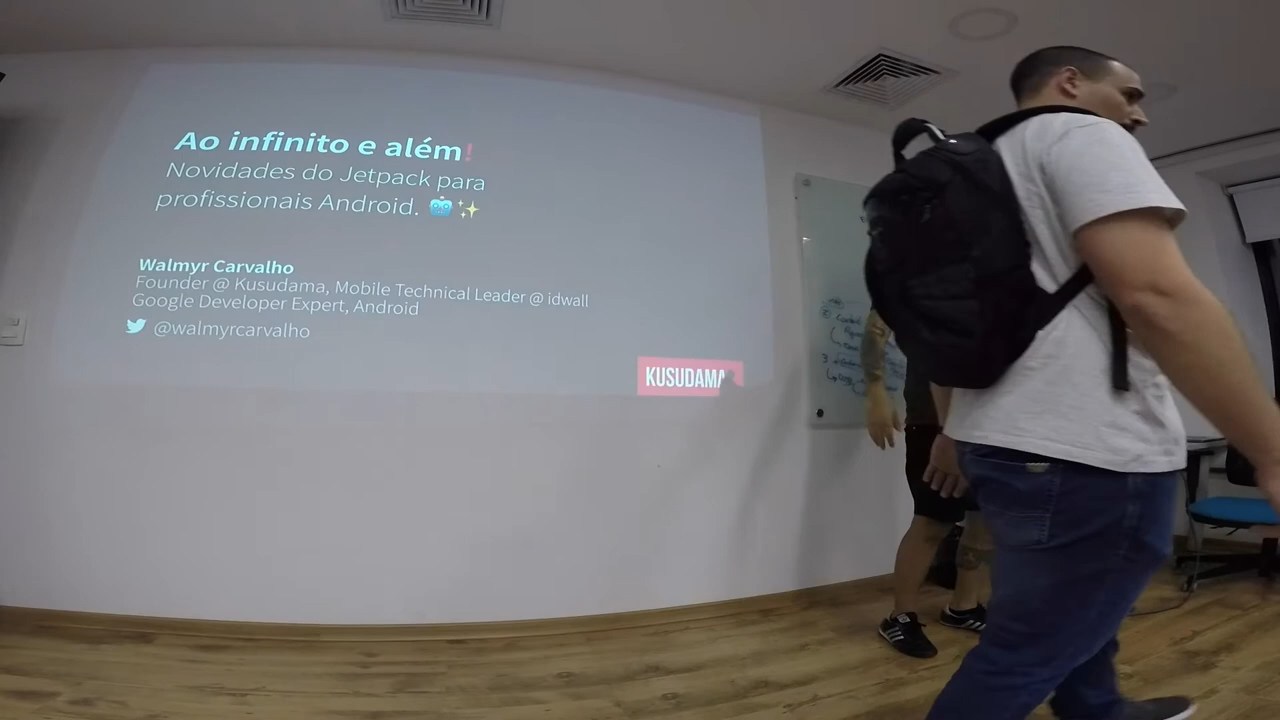 Ao infinito e além!
Novidades do Jetpack para
profissionais Android. 🤖✨
Walmyr Carvalho
Founder @ Kusudama, Mobile Technical Leader @ idwall
Google Developer Expert, Android
@walmyrcarvalho
KUSUDAMA